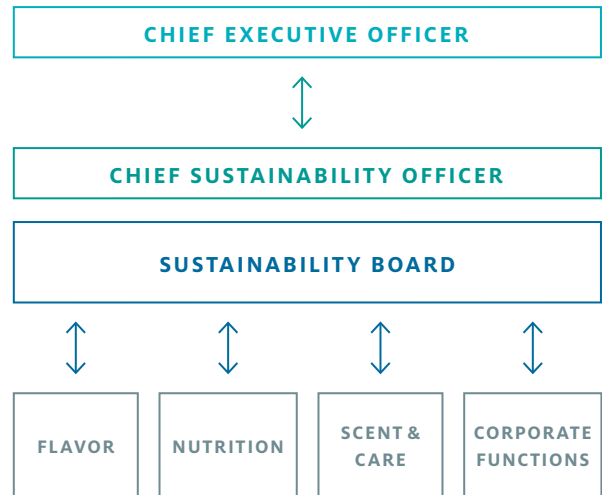 CHIEF EXECUTIVE OFFICER
CHIEF SUSTAINABILITY OFFICER
SUSTAINABILITY BOARD
FLAVOR
NUTRITION
SCENT &
CARE
CORPORATE
FUNCTIONS